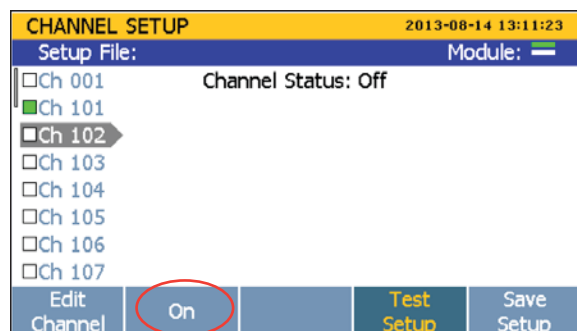 CHANNEL SETUP 2013-08-14 13:11:23
Setup File: Module:
Ch 001 Channel Status: Off
Ch 101
Ch 102
Ch 103
Ch 104
Ch 105
Ch 106
Ch 107
Edit Channel
On
Test Setup
Save Setup